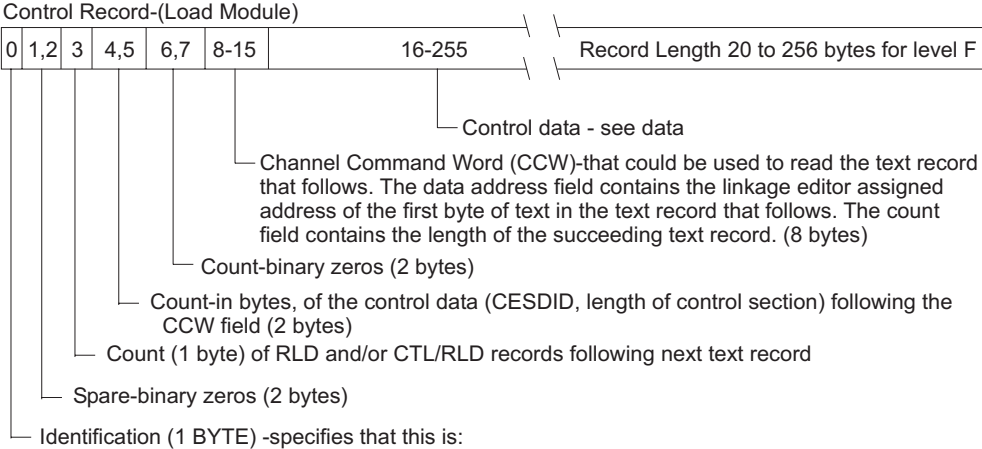 Control Record-(Load Module)
0 1,2 3 4,5 6,7 8-15 16-255 Record Length 20 to 256 bytes for level F
Control data - see data
Channel Command Word (CCW)-that could be used to read the text record
that follows. The data address field contains the linkage editor assigned
address of the first byte of text in the text record that follows. The count
field contains the length of the succeeding text record. (8 bytes)
Count-binary zeros (2 bytes)
Count-in bytes, of the control data (CESDID, length of control section) following the
CCW field (2 bytes)
Count (1 byte) of RLD and/or CTL/RLD records following next text record
Spare-binary zeros (2 bytes)
Identification (1 BYTE) -specifies that this is: